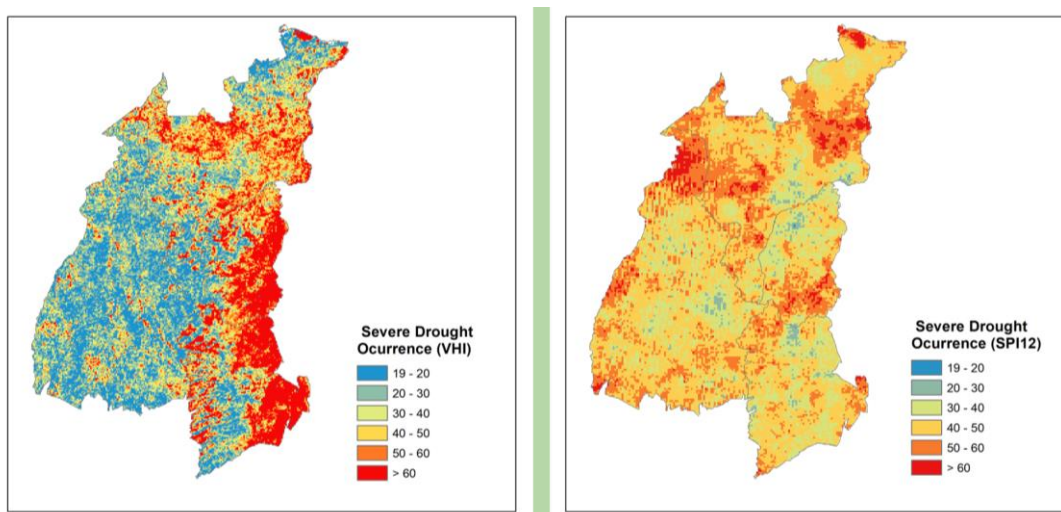 Severe Drought
Ocurrence (VHI)
19 - 20
20 - 30
30 - 40
40 - 50
50 - 60
> 60
Severe Drought
Ocurrence (SPI12)
19 - 20
20 - 30
30 - 40
40 - 50
50 - 60
> 60